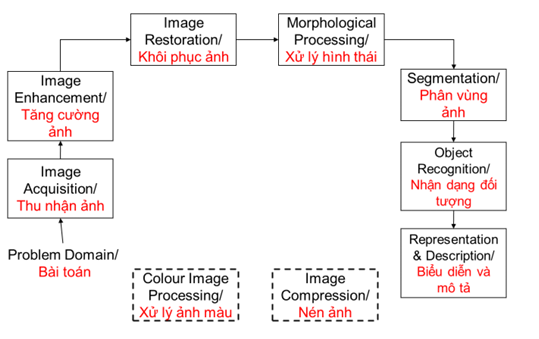 Image
Restoration/
Khôi phục ảnh
Morphological
Processing/
Xử lý hình thái
Image
Enhancement/
Tăng cường
ảnh
Segmentation/
Phân vùng
ảnh
Image
Acquisition/
Thu nhận ảnh
Object
Recognition/
Nhận dạng đối
tượng
Problem Domain/
Bài toán
Representation
& Description/
Biểu diễn và
mô tả
Colour Image
Processing/
Xử lý ảnh màu
Image
Compression/
Nén ảnh